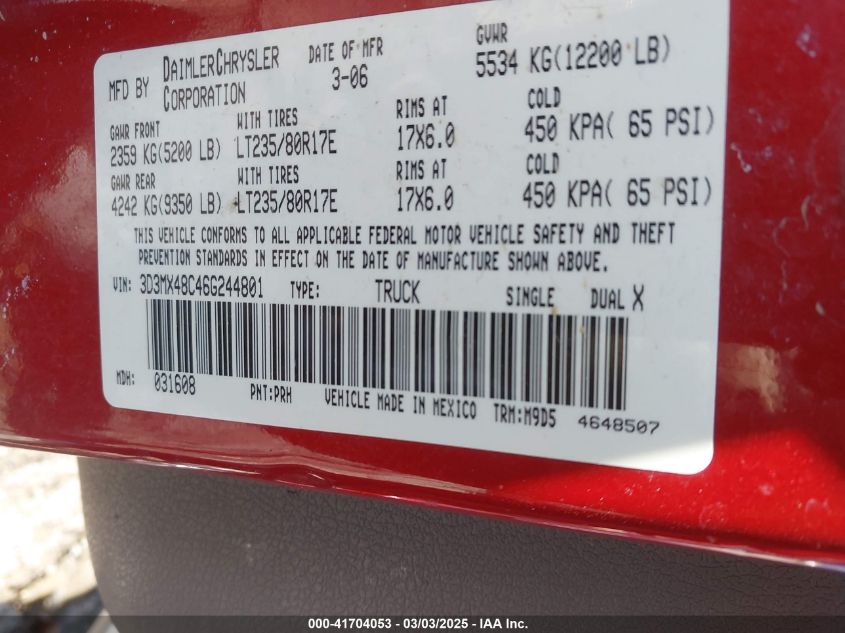 MFD BY DAIMLERCHRYSLER CORPORATION DATE OF MFR 3-06 GVWR 5534 KG(12200 LB)
GAWR FRONT WITH TIRES RIMS AT COLD
2359 KG(5200 LB) LT235/80R17E 17X6.0 450 KPA( 65 PSI)
GAWR REAR WITH TIRES RIMS AT COLD
4242 KG(9350 LB) LT235/80R17E 17X6.0 450 KPA( 65 PSI)
THIS VEHICLE CONFORMS TO ALL APPLICABLE FEDERAL MOTOR VEHICLE SAFETY AND THEFT
PREVENTION STANDARDS IN EFFECT ON THE DATE OF MANUFACTURE SHOWN ABOVE.
VIN: 3D3MX48C46G244801 TYPE: TRUCK SINGLE DUAL X
MDH: 031608 PNT:PRH VEHICLE MADE IN MEXICO TRM:M9D5 4648507
000-41704053 - 03/03/2025 - IAA Inc.